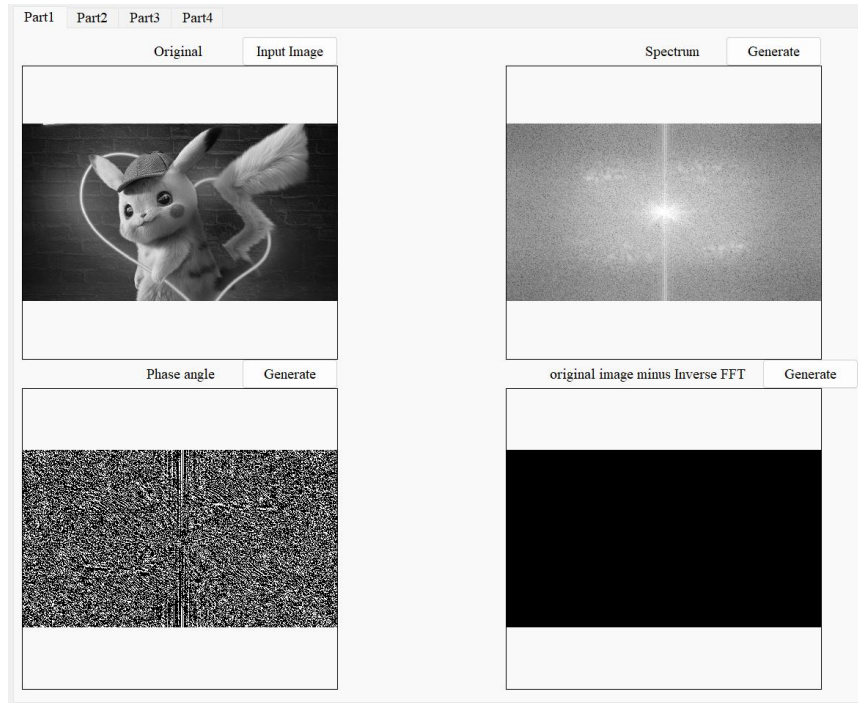 Part1 Part2 Part3 Part4
Original Input Image
Spectrum Generate
Phase angle Generate
original image minus Inverse FFT Generate